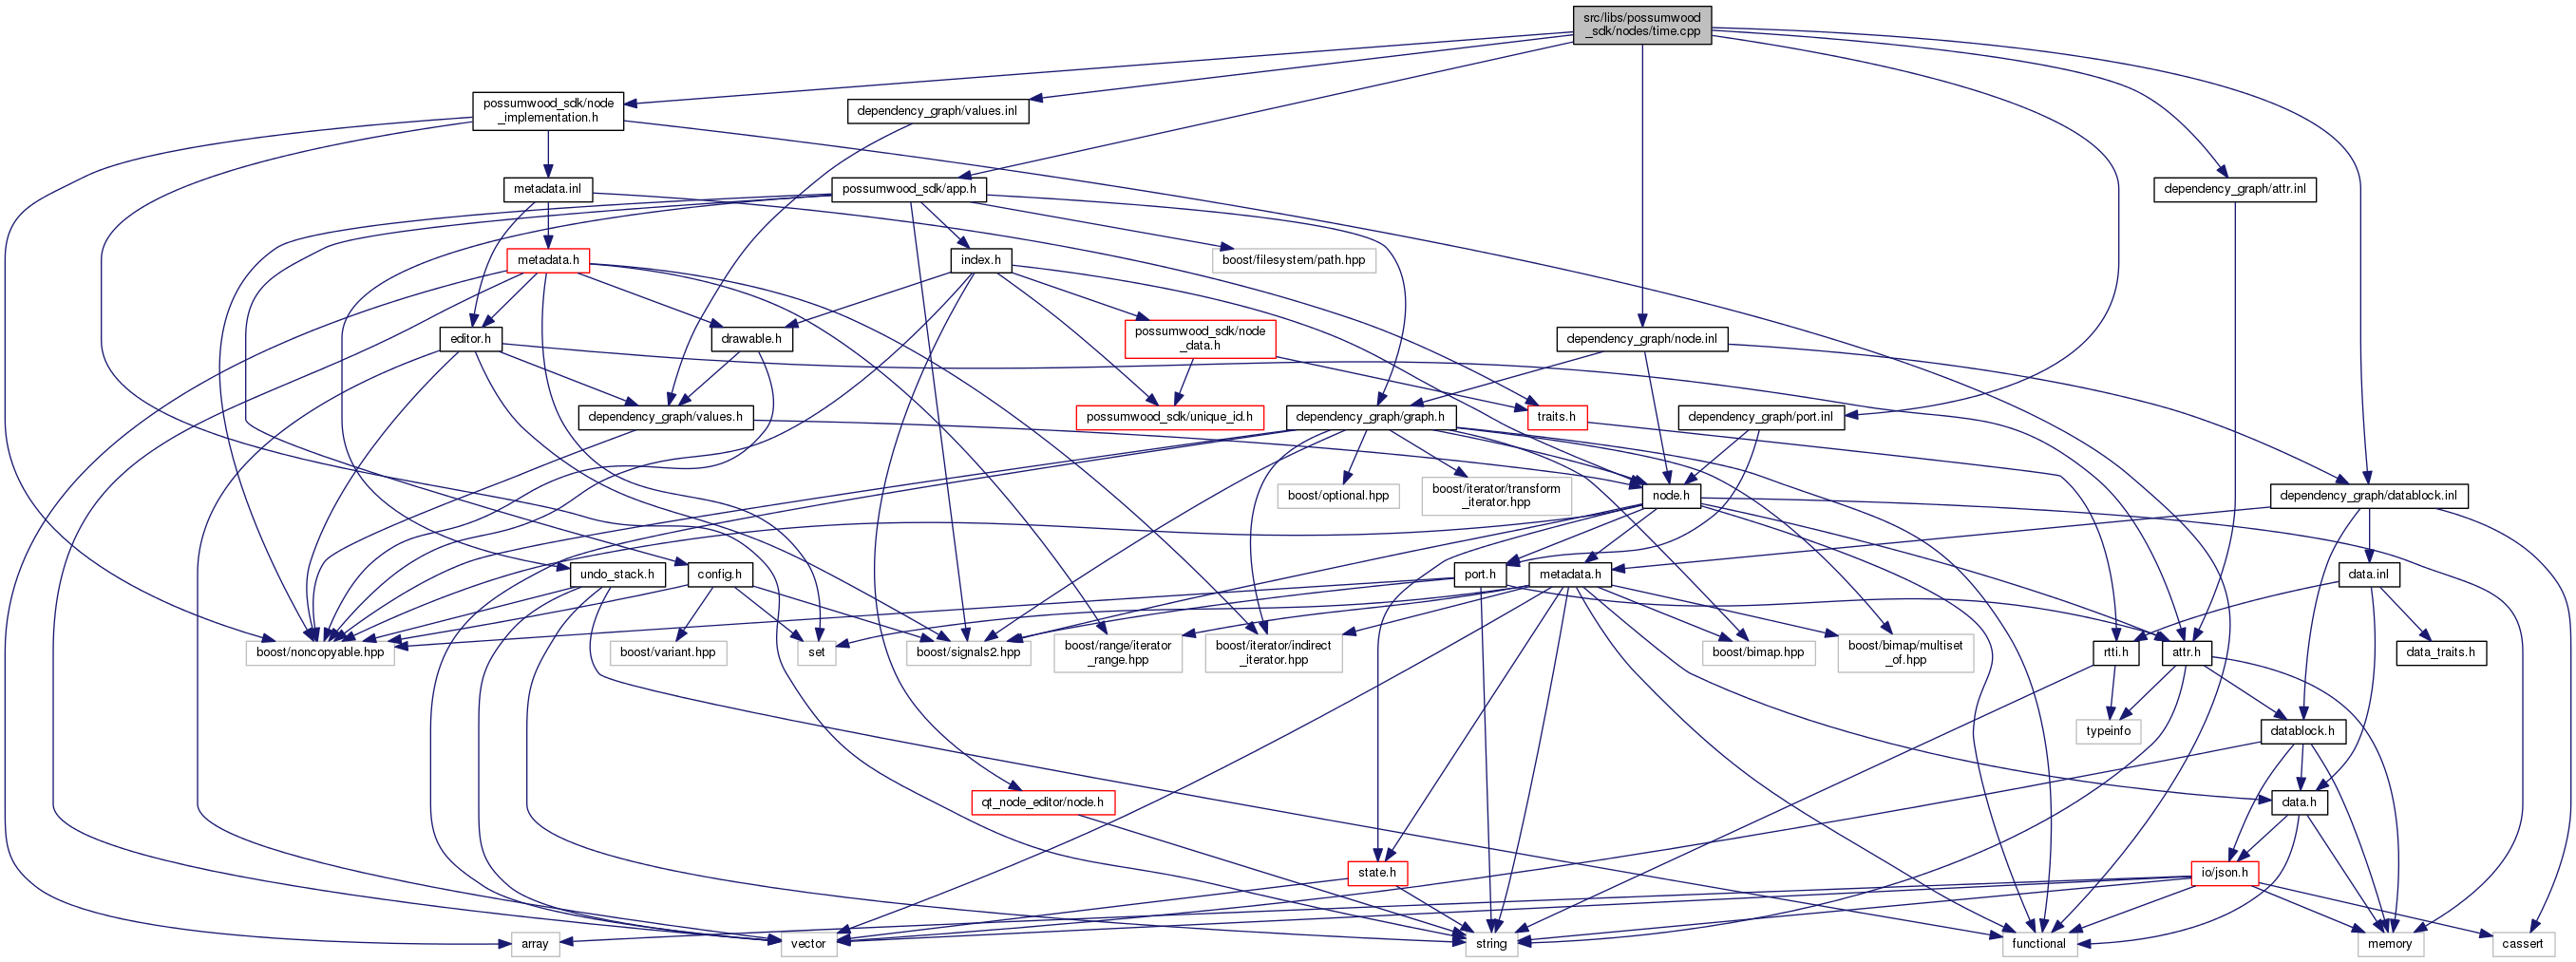 src/libs/possumwood
_sdk/nodes/time.cpp
possumwood_sdk/node
_implementation.h
dependency_graph/values.inl
metadata.inl
possumwood_sdk/app.h
dependency_graph/attr.inl
metadata.h
index.h
boost/filesystem/path.hpp
editor.h
drawable.h
possumwood_sdk/node
_data.h
dependency_graph/node.inl
dependency_graph/values.h
possumwood_sdk/unique_id.h
dependency_graph/graph.h
traits.h
dependency_graph/port.inl
boost/optional.hpp
boost/iterator/transform
_iterator.hpp
node.h
dependency_graph/datablock.inl
undo_stack.h
config.h
port.h
metadata.h
data.inl
boost/noncopyable.hpp
boost/variant.hpp
set
boost/signals2.hpp
boost/range/iterator
_range.hpp
boost/iterator/indirect
_iterator.hpp
boost/bimap.hpp
boost/bimap/multiset
_of.hpp
rtti.h
attr.h
data_traits.h
typeinfo
datablock.h
qt_node_editor/node.h
data.h
state.h
io/json.h
array
vector
string
functional
memory
cassert